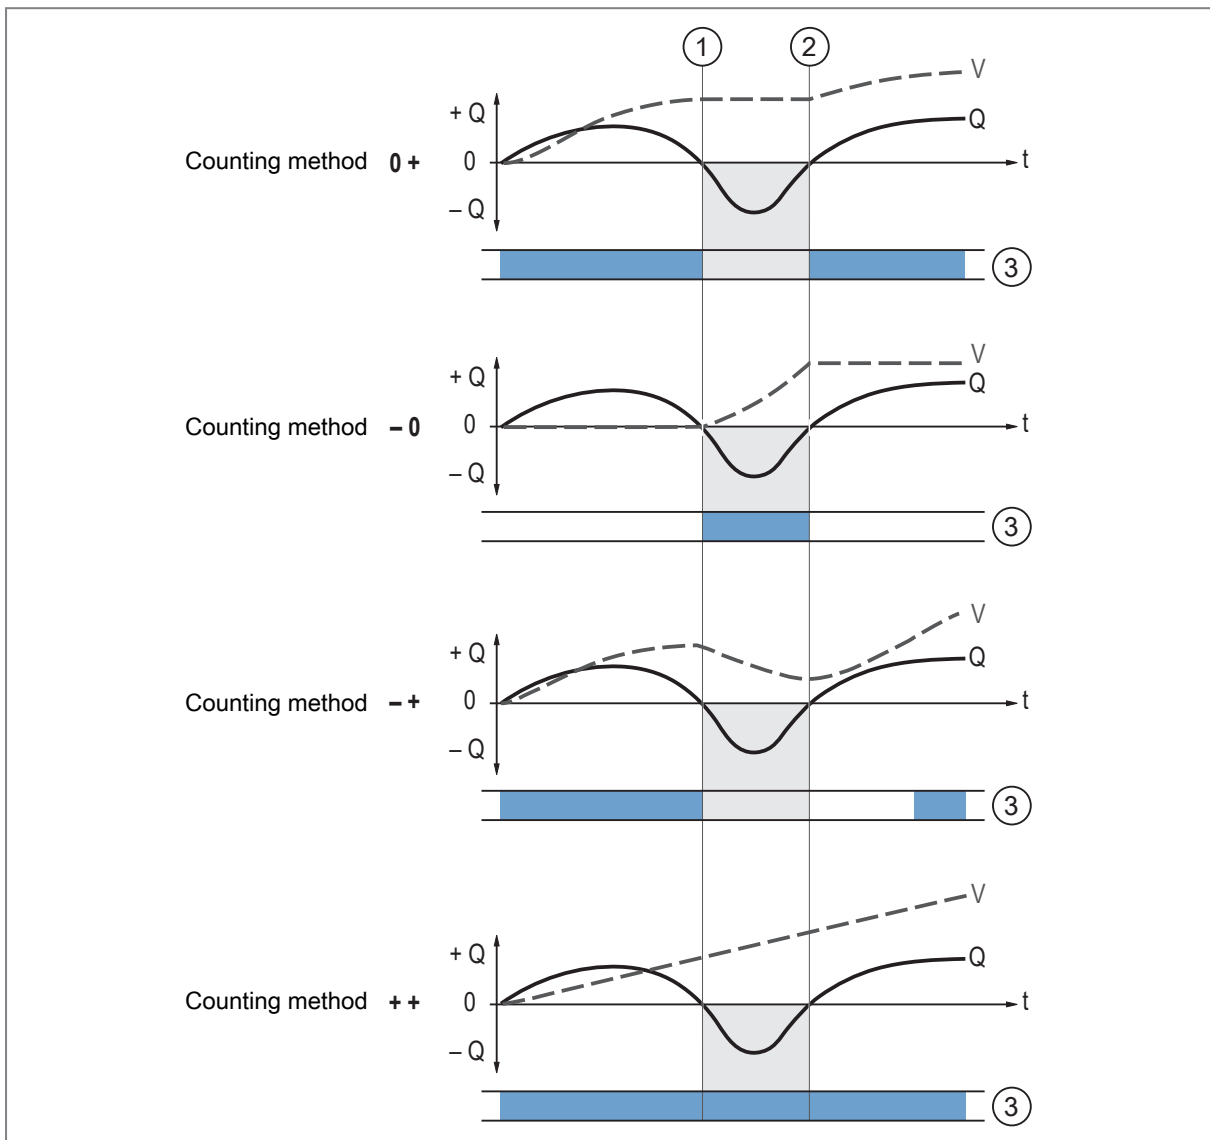 ① ②
V
+ Q
Q
Counting method 0 + 0 t
– Q
③
V
+ Q
Q
Counting method – 0 0 t
– Q
③
V
+ Q
Q
Counting method – + 0 t
– Q
③
V
+ Q
Q
Counting method + + 0 t
– Q
③